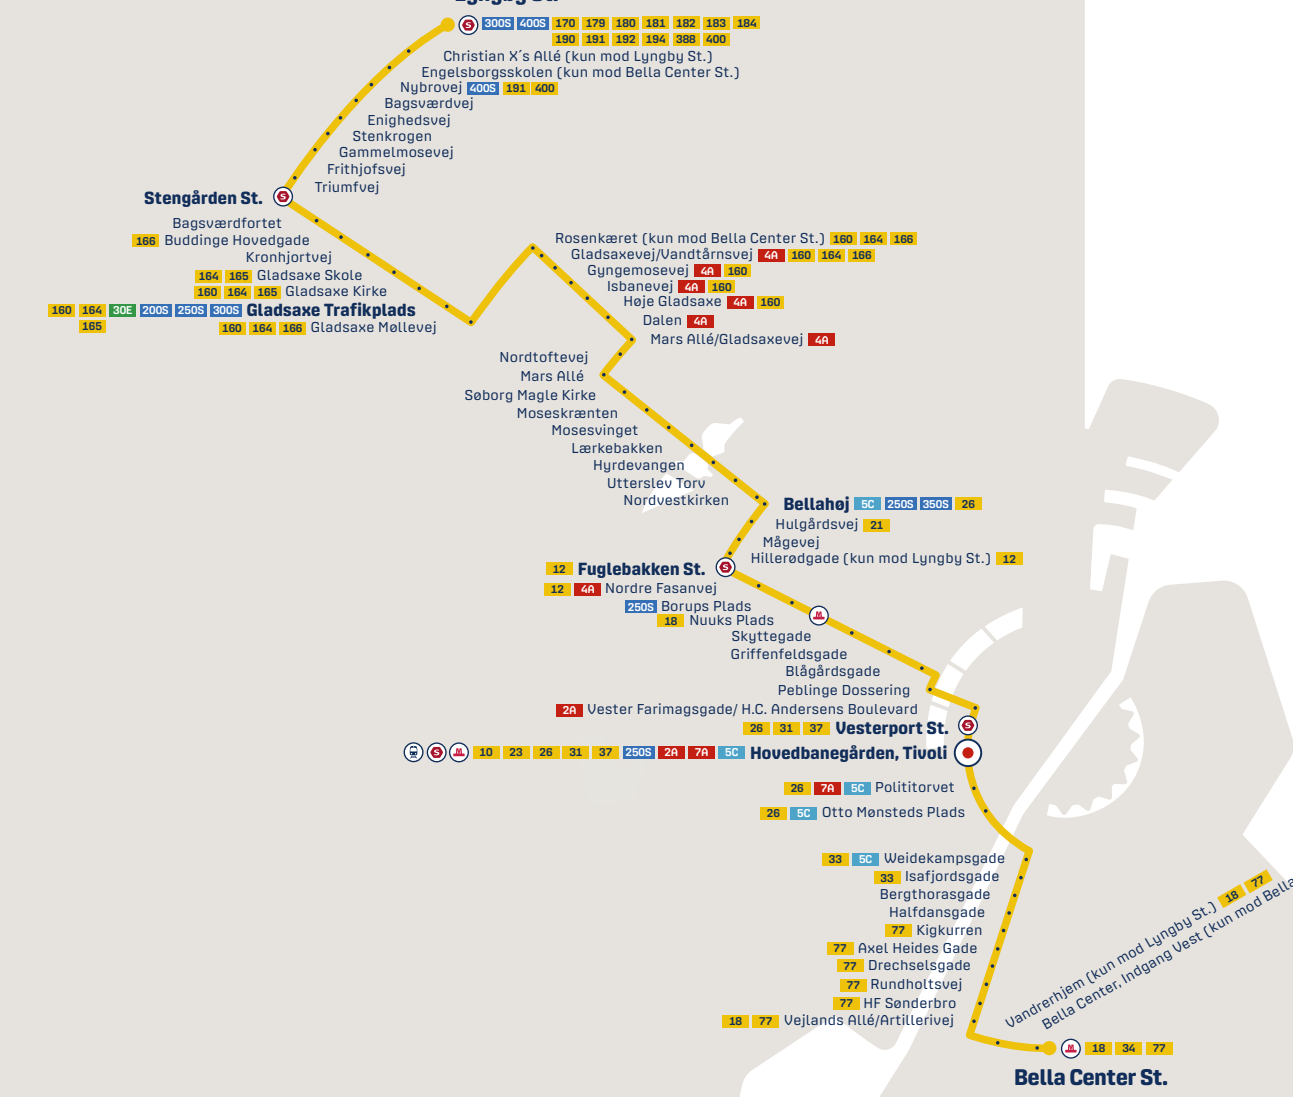 Lyngby St.
S 300S 400S 170 179 180 181 182 183 184
190 191 192 194 388 400
Christian X´s Allé (kun mod Lyngby St.)
Engelsborgsskolen (kun mod Bella Center St.)
Nybrovej 400S 191 400
Bagsværdvej
Enighedsvej
Stenkrogen
Gammelmosevej
Frithjofsvej
Triumfvej
Stengården St. S
Bagsværdfortet
166 Buddinge Hovedgade
Kronhjortvej
164 165 Gladsaxe Skole
160 164 165 Gladsaxe Kirke
160 164 30E 200S 250S 300S Gladsaxe Trafikplads
165
160 164 166 Gladsaxe Møllevej
Rosenkæret (kun mod Bella Center St.) 160 164 166
Gladsaxevej/Vandtårnsvej 4A 160 164 166
Gyngemosevej 4A 160
Isbanevej 4A 160
Høje Gladsaxe 4A 160
Dalen 4A
Mars Allé/Gladsaxevej 4A
Nordtoftevej
Mars Allé
Søborg Magle Kirke
Moseskrænten
Mosesvinget
Lærkebakken
Hyrdevangen
Utterslev Torv
Nordvestkirken
Bellahøj 5C 250S 350S 26
Hulgårdsvej 21
Mågevej
Hillerødgade (kun mod Lyngby St.) 12
12 Fuglebakken St. S
12 4A Nordre Fasanvej
250S Borups Plads
18 Nuuks Plads M
Skyttegade
Griffenfeldsgade
Blågårdsgade
Peblinge Dossering
2A Vester Farimagsgade/ H.C. Andersens Boulevard
26 31 37 Vesterport St. S
S M 10 23 26 31 37 250S 2A 7A 5C Hovedbanegården, Tivoli
26 7A 5C Polititorvet
26 5C Otto Mønsteds Plads
33 5C Weidekampsgade
33 Isafjordsgade
Bergthorasgade
Halfdansgade
77 Kigkurren
77 Axel Heides Gade
77 Drechselsgade
77 Rundholtsvej
77 HF Sønderbro
18 77 Vejlands Allé/Artillerivej
Vandrerhjem (kun mod Lyngby St.) 18 77
Bella Center, Indgang Vest (kun mod Bella
M 18 34 77
Bella Center St.